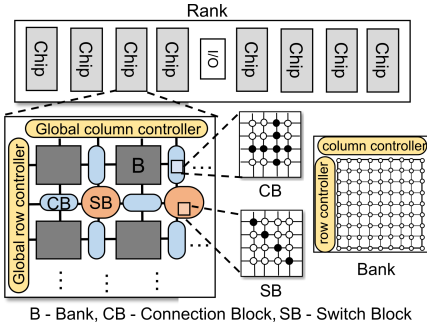 Rank
Chip
Chip
Chip
Chip
I/O
Chip
Chip
Chip
Chip
Global column controller
Global row controller
B
CB
SB
CB
SB
column controller
row controller
Bank
B - Bank, CB - Connection Block, SB - Switch Block